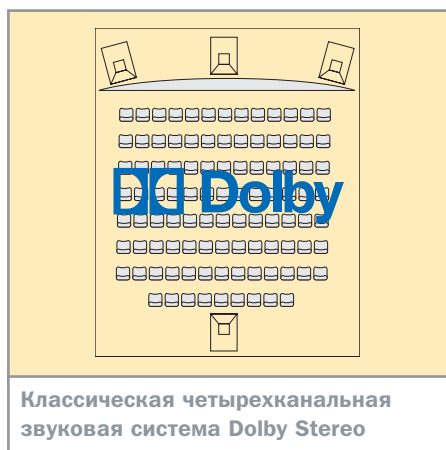 Dolby
Классическая четырехканальная
звуковая система Dolby Stereo